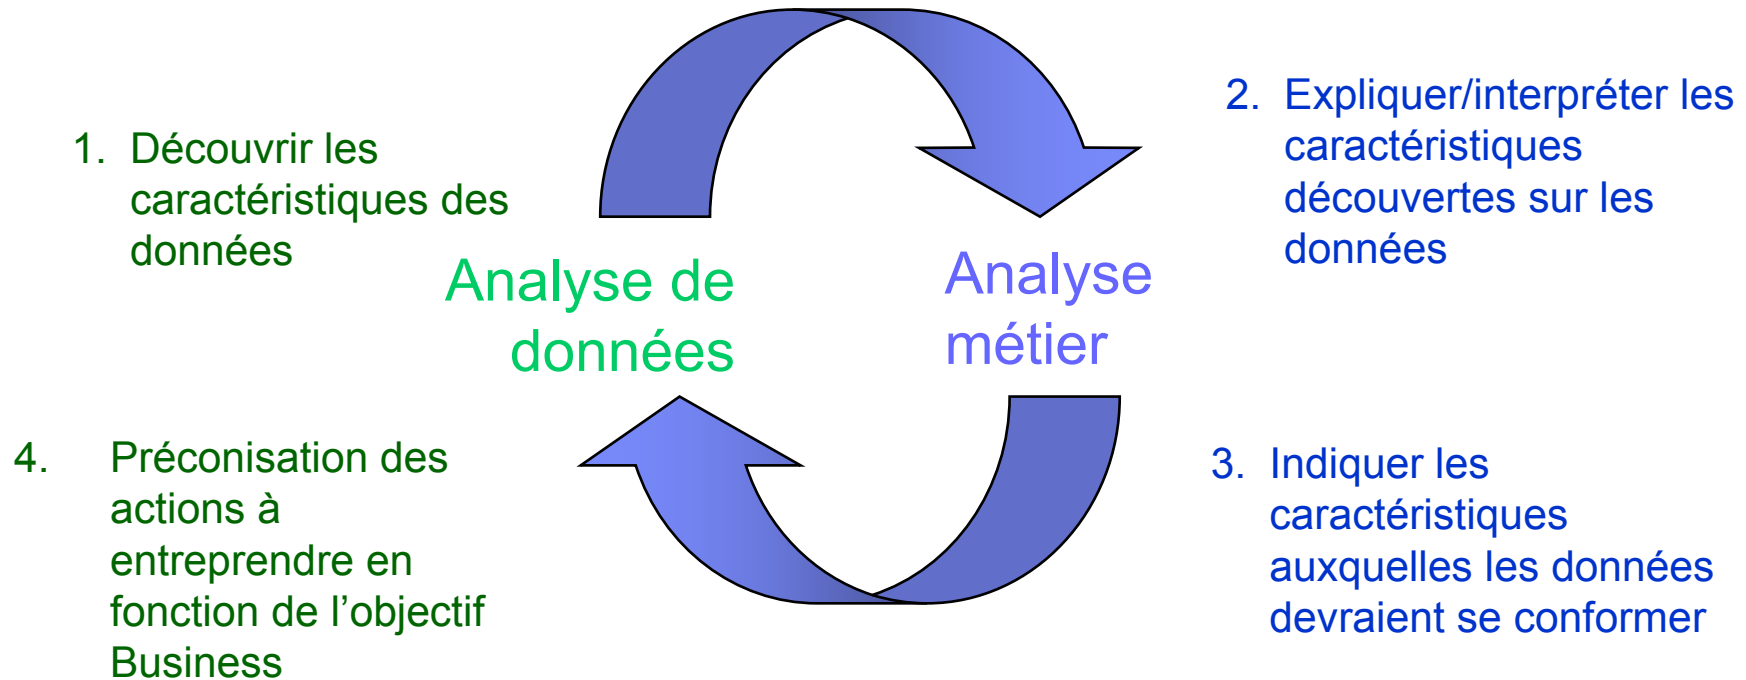 1. Découvrir les
caractéristiques des
données
2. Expliquer/interpréter les
caractéristiques
découvertes sur les
données
Analyse de
données
Analyse
métier
3. Indiquer les
caractéristiques
auxquelles les données
devraient se conformer
4. Préconisation des
actions à
entreprendre en
fonction de l’objectif
Business